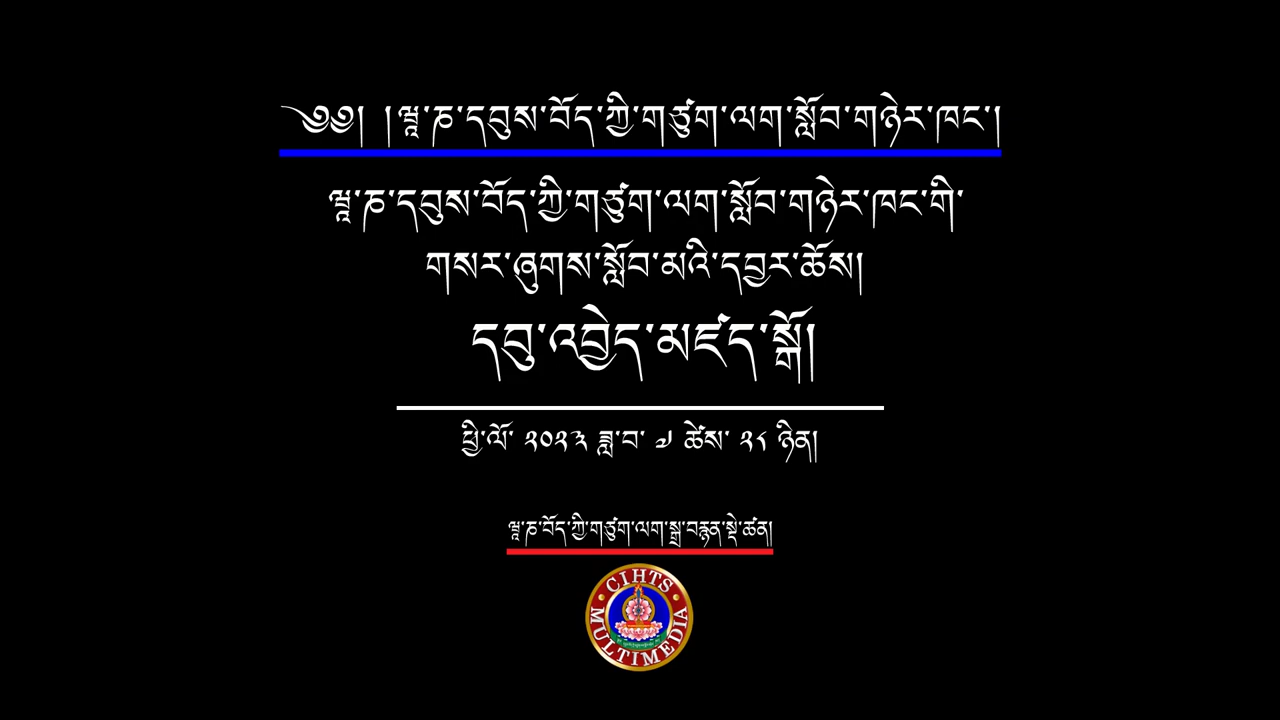 ༄༅། །ཝཱ་ཎ་དབུས་བོད་ཀྱི་གཙུག་ལག་སློབ་གཉེར་ཁང་།
ཝཱ་ཎ་དབུས་བོད་ཀྱི་གཙུག་ལག་སློབ་གཉེར་ཁང་གི་
གསར་ཞུགས་སློབ་མའི་དབྱར་ཆོས།
དབུ་འབྱེད་མཛད་སྒོ།
ཕྱི་ལོ་ ༢༠༢༣ ཟླ་བ་ ༧ ཚེས་ ༢༨ ཉིན།
ཝཱ་ཎ་བོད་ཀྱི་གཙུག་ལག་སྒྲ་བརྙན་སྡེ་ཚན།
CIHTS
MULTIMEDIA